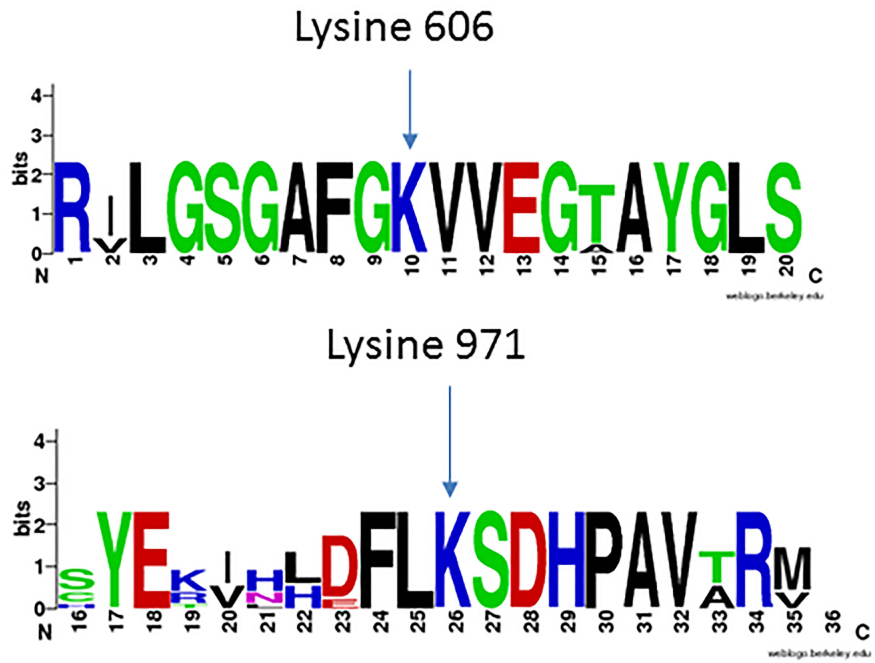 Lysine 606
4
3
2
1
0
bits
R I L G S G A F G K V V E G T A Y G L S
V A
N 1 2 3 4 5 6 7 8 9 10 11 12 13 14 15 16 17 18 19 20 C
weblogo.berkeley.edu
Lysine 971
4
3
2
1
0
bits
S Y E K I H L D F L K S D H P A V T R M
R V N H E A V
N 16 17 18 19 20 21 22 23 24 25 26 27 28 29 30 31 32 33 34 35 36 C
weblogo.berkeley.edu